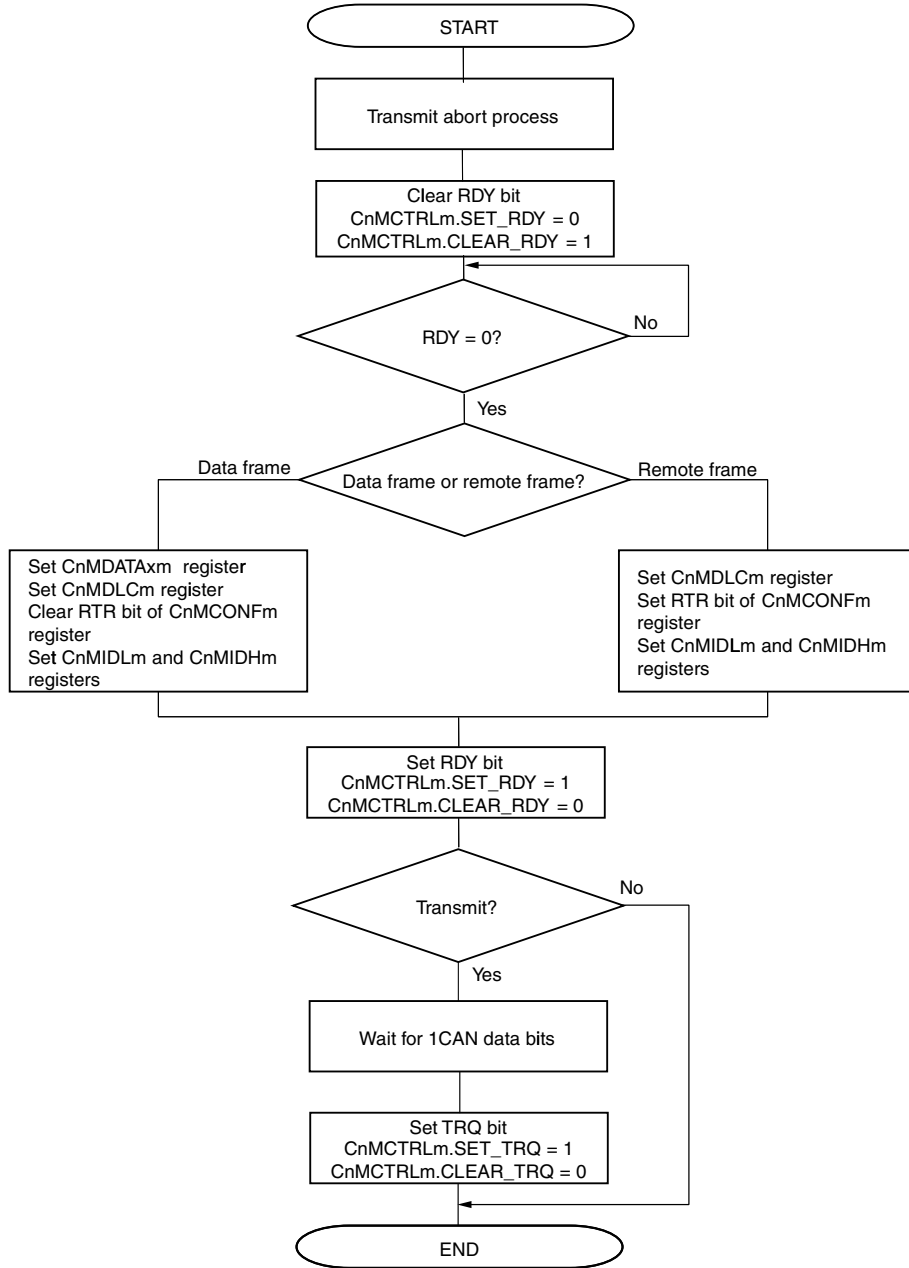 START
Transmit abort process
Clear RDY bit
CnMCTRLm.SET_RDY = 0
CnMCTRLm.CLEAR_RDY = 1
No
RDY = 0?
Yes
Data frame
Data frame or remote frame?
Remote frame
Set CnMDATAxm register
Set CnMDLCm register
Clear RTR bit of CnMCONFm
register
Set CnMIDLm and CnMIDHm
registers
Set CnMDLCm register
Set RTR bit of CnMCONFm
register
Set CnMIDLm and CnMIDHm
registers
Set RDY bit
CnMCTRLm.SET_RDY = 1
CnMCTRLm.CLEAR_RDY = 0
No
Transmit?
Yes
Wait for 1CAN data bits
Set TRQ bit
CnMCTRLm.SET_TRQ = 1
CnMCTRLm.CLEAR_TRQ = 0
END